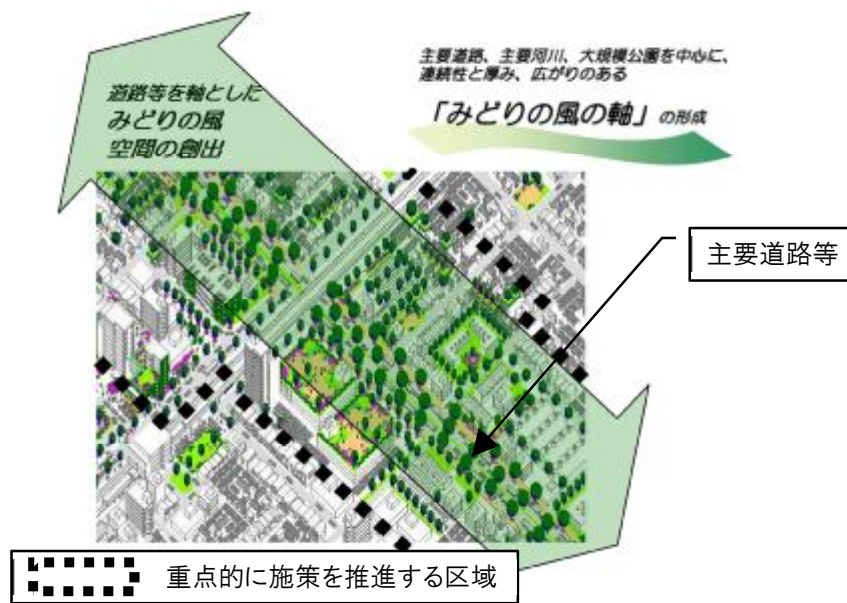 主要道路、主要河川、大規模公園を中心に、
連続性と厚み、広がりのある
「みどりの風の軸」の形成
道路等を軸とした
みどりの風
空間の創出
主要道路等
重点的に施策を推進する区域